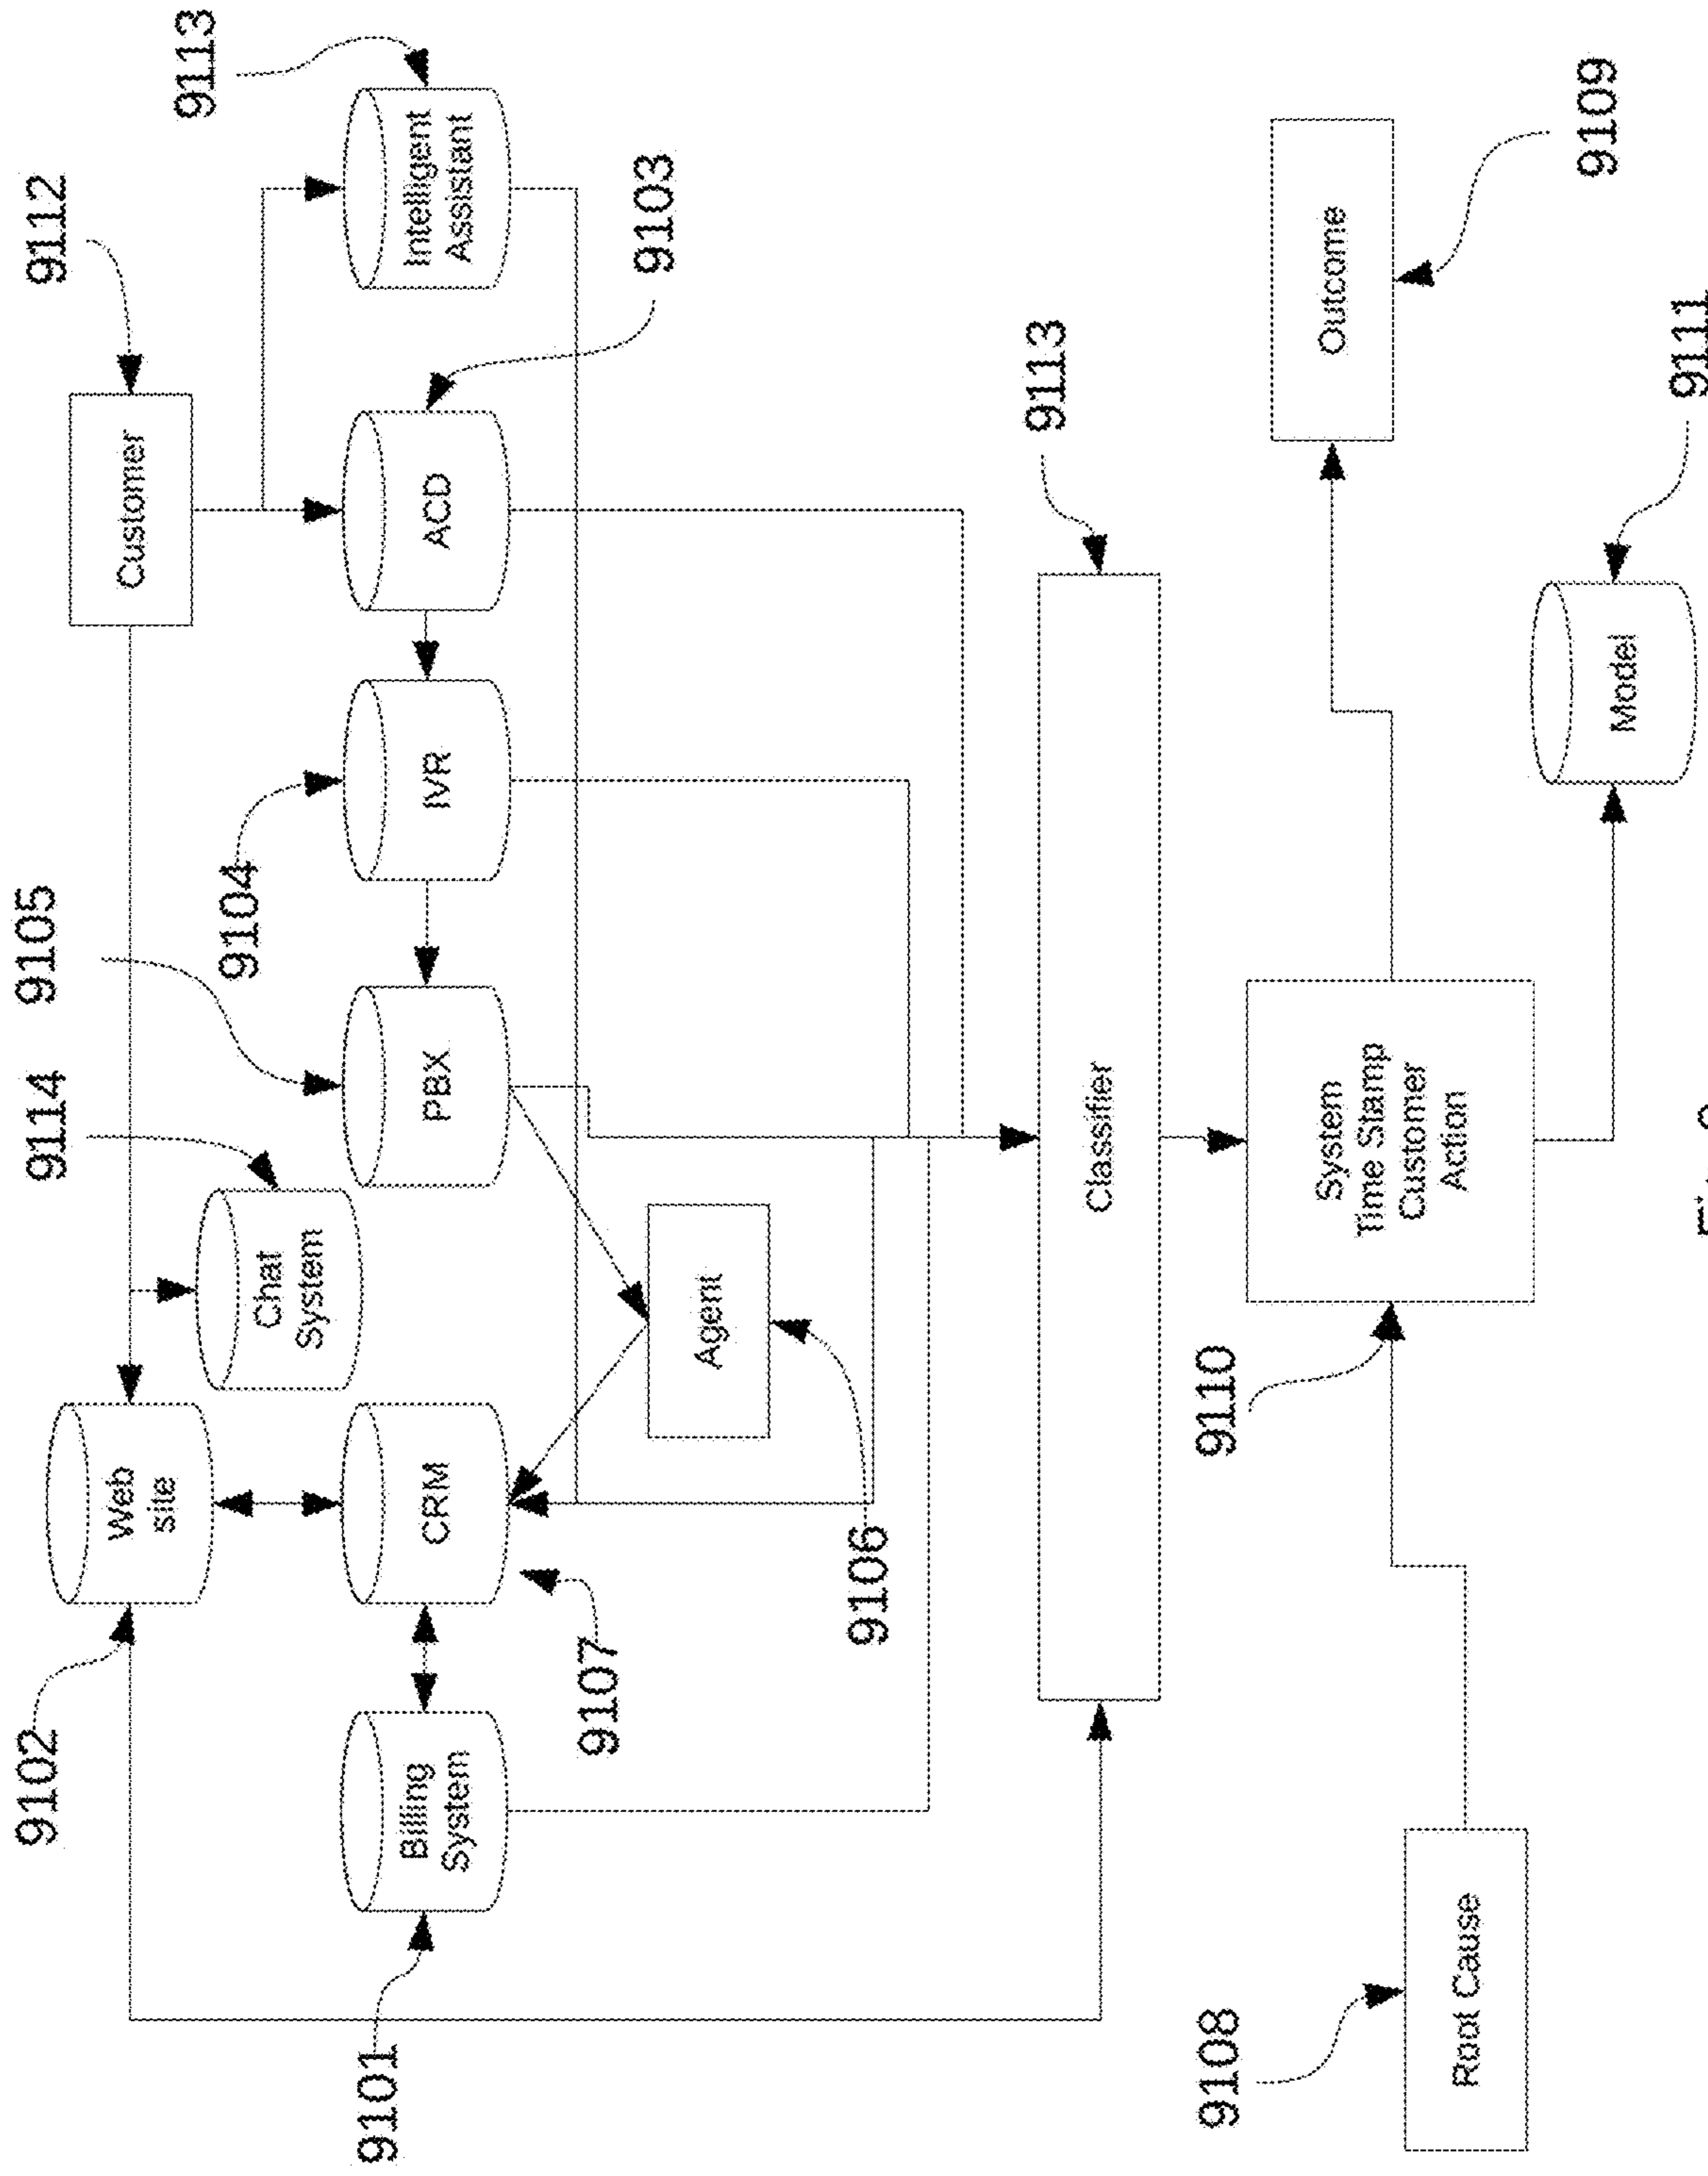 9102
9114
9105
9112
Web
site
Customer
9113
9104
Chat
System
9101
Billing
System
CRM
PBX
IVR
ACD
Intelligent
Assistant
9107
9103
Agent
9106
9113
Classifier
9108
9110
System
Time Stamp
Customer
Action
Outcome
9109
Root Cause
Model
9111